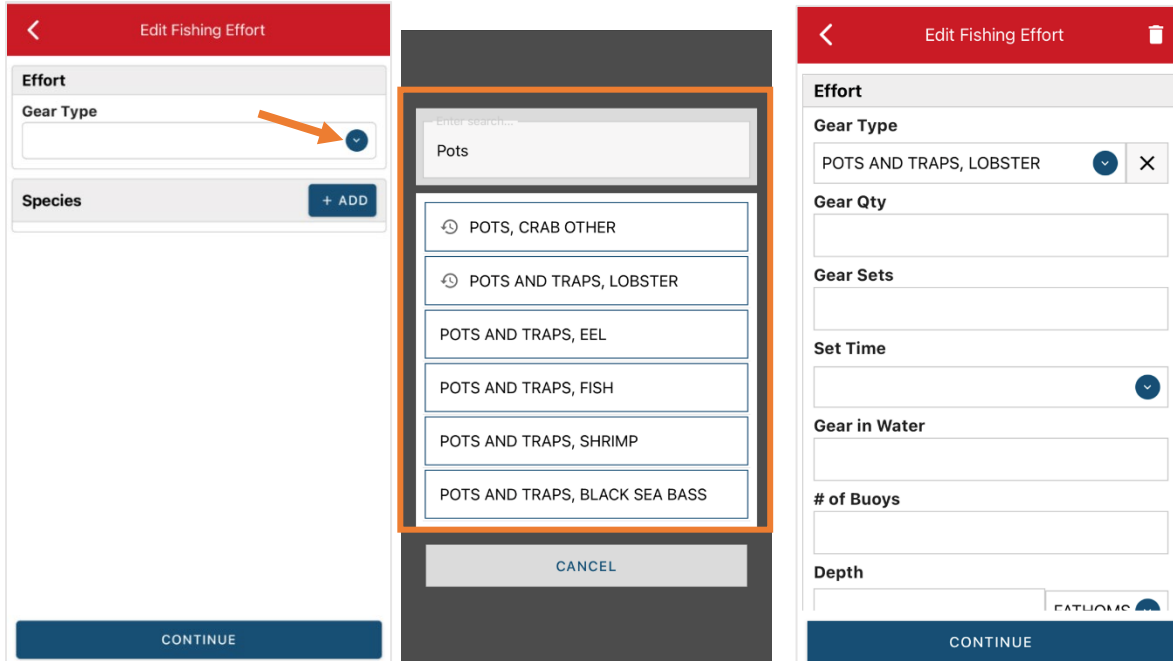 Edit Fishing Effort
Effort
Gear Type
Species
+ ADD
CONTINUE
Enter search...
Pots
POTS, CRAB OTHER
POTS AND TRAPS, LOBSTER
POTS AND TRAPS, EEL
POTS AND TRAPS, FISH
POTS AND TRAPS, SHRIMP
POTS AND TRAPS, BLACK SEA BASS
CANCEL
Edit Fishing Effort
Effort
Gear Type
POTS AND TRAPS, LOBSTER
Gear Qty
Gear Sets
Set Time
Gear in Water
# of Buoys
Depth
FATHOMS
CONTINUE